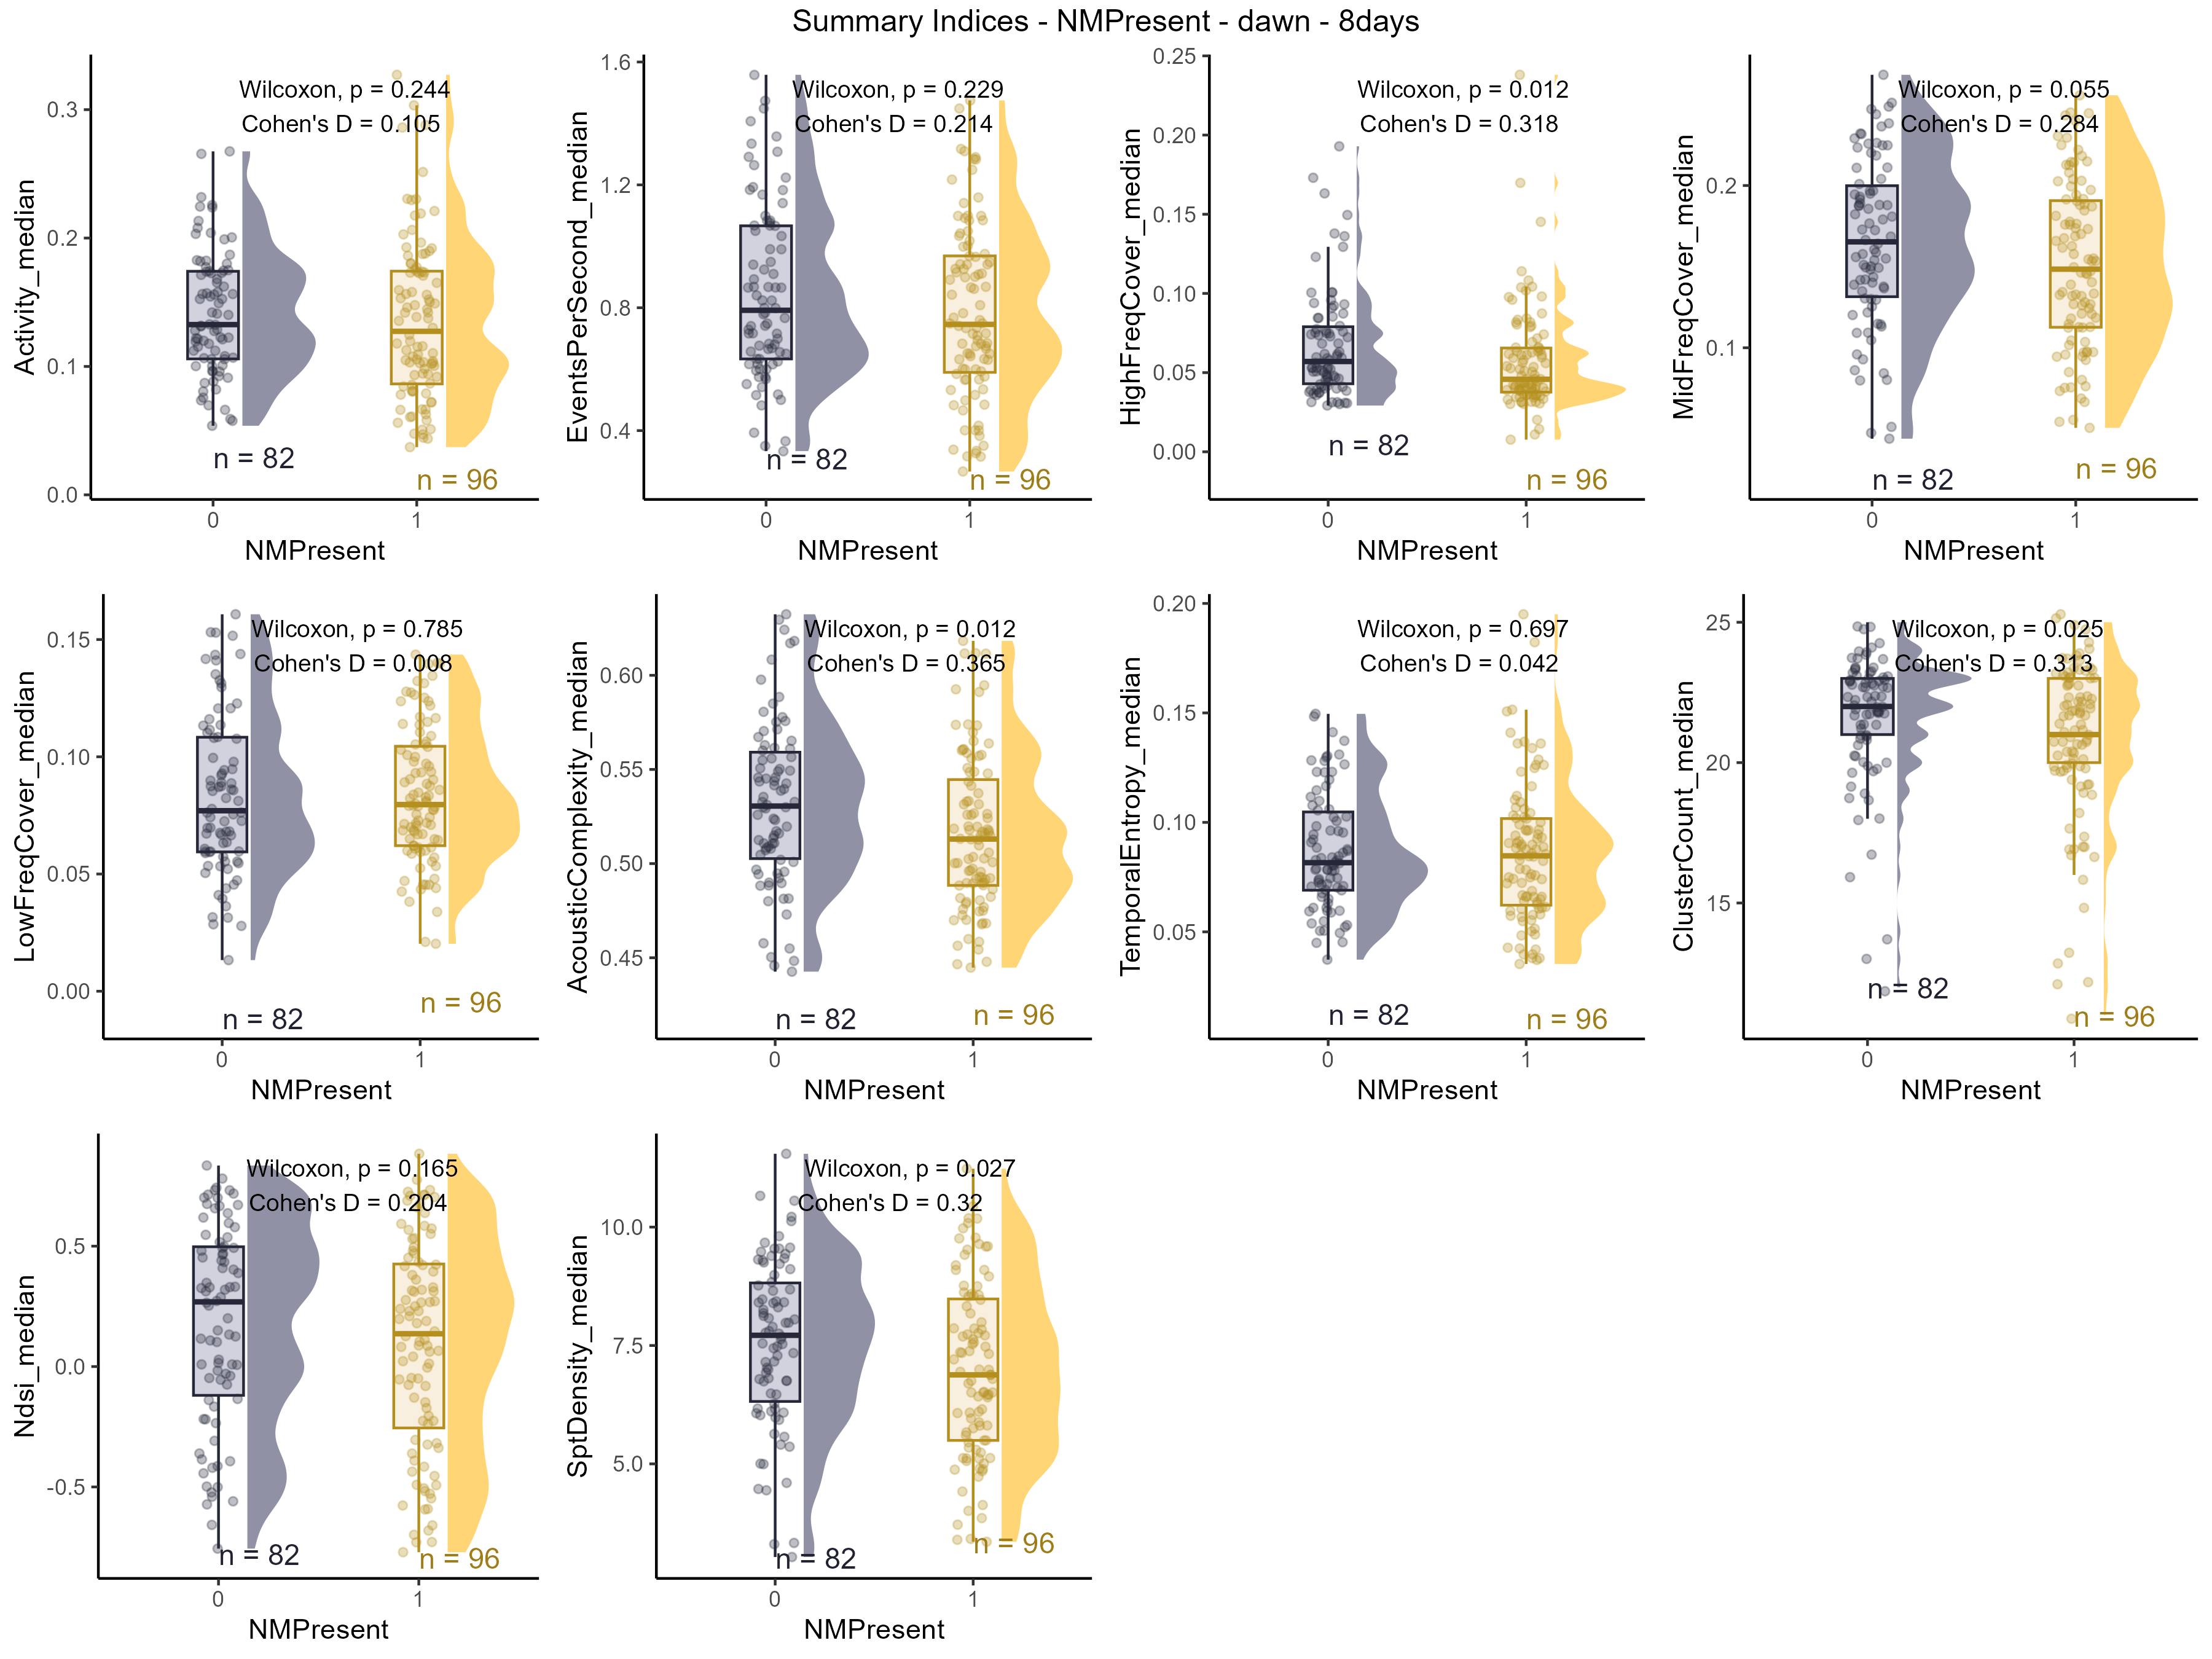 Summary Indices - NMPresent - dawn - 8days
Activity_median
0.3
0.2
0.1
0.0
Wilcoxon, p = 0.244
Cohen's D = 0.105
n = 82
n = 96
0
1
NMPresent
EventsPerSecond_median
1.6
1.2
0.8
0.4
Wilcoxon, p = 0.229
Cohen's D = 0.214
n = 82
n = 96
0
1
NMPresent
HighFreqCover_median
0.25
0.20
0.15
0.10
0.05
0.00
Wilcoxon, p = 0.012
Cohen's D = 0.318
n = 82
n = 96
0
1
NMPresent
MidFreqCover_median
0.2
0.1
Wilcoxon, p = 0.055
Cohen's D = 0.284
n = 82
n = 96
0
1
NMPresent
LowFreqCover_median
0.15
0.10
0.05
0.00
Wilcoxon, p = 0.785
Cohen's D = 0.008
n = 82
n = 96
0
1
NMPresent
AcousticComplexity_median
0.60
0.55
0.50
0.45
Wilcoxon, p = 0.012
Cohen's D = 0.365
n = 82
n = 96
0
1
NMPresent
TemporalEntropy_median
0.20
0.15
0.10
0.05
Wilcoxon, p = 0.697
Cohen's D = 0.042
n = 82
n = 96
0
1
NMPresent
ClusterCount_median
25
20
15
Wilcoxon, p = 0.025
Cohen's D = 0.313
n = 82
n = 96
0
1
NMPresent
Ndsi_median
0.5
0.0
-0.5
Wilcoxon, p = 0.165
Cohen's D = 0.204
n = 82
n = 96
0
1
NMPresent
SptDensity_median
10.0
7.5
5.0
Wilcoxon, p = 0.027
Cohen's D = 0.32
n = 82
n = 96
0
1
NMPresent